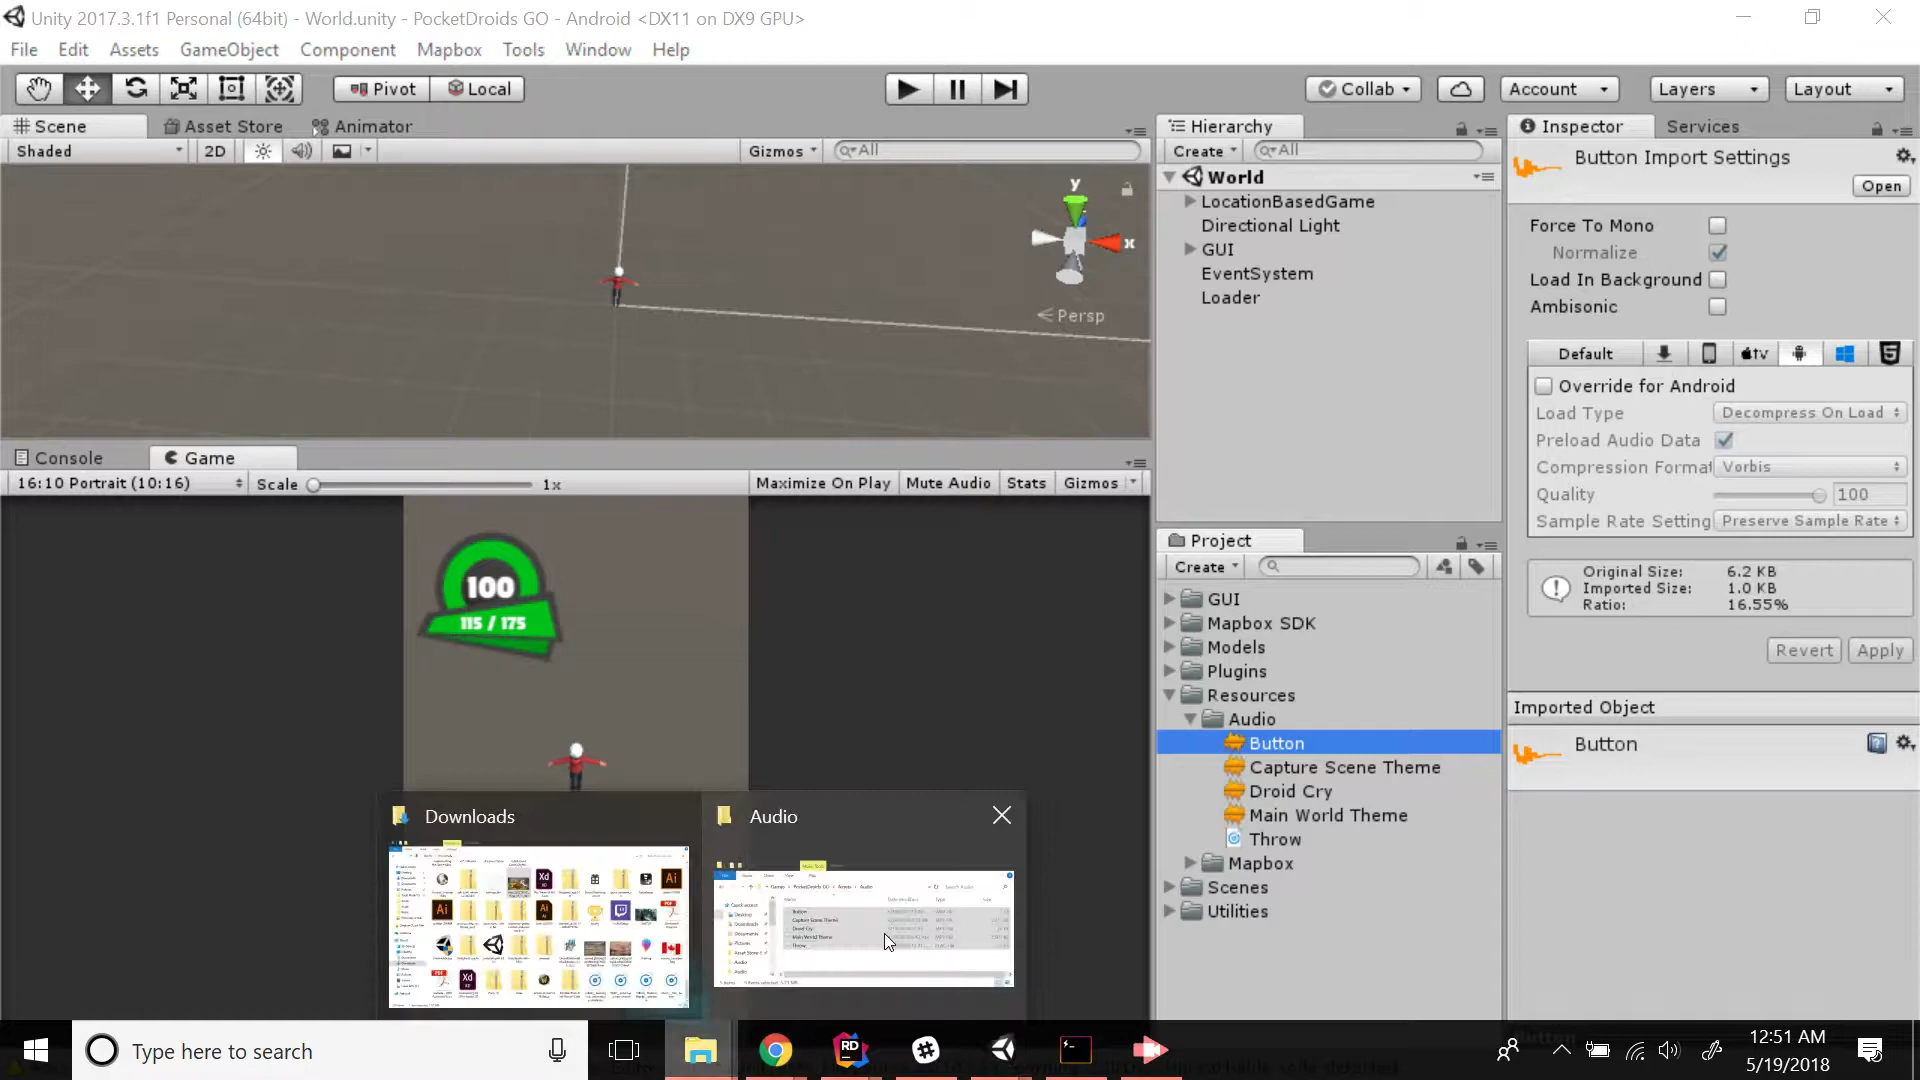 Unity 2017.3.1f1 Personal (64bit) - World.unity - PocketDroids GO - Android <DX11 on DX9 GPU>
File Edit Assets GameObject Component Mapbox Tools Window Help
Pivot Local Collab Account Layers Layout
Scene Asset Store Animator
Shaded 2D Gizmos All
y
x
Persp
Hierarchy
Create All
World
LocationBasedGame
Directional Light
GUI
EventSystem
Loader
Inspector Services
Button Import Settings
Open
Force To Mono
Normalize
Load In Background
Ambisonic
Default tv
Override for Android
Load Type Decompress On Load
Preload Audio Data
Compression Format Vorbis
Quality 100
Sample Rate Setting Preserve Sample Rate
Original Size: 6.2 KB
Imported Size: 1.0 KB
Ratio: 16.55%
Revert Apply
Imported Object
Button
Console Game
16:10 Portrait (10:16) Scale 1x Maximize On Play Mute Audio Stats Gizmos
100
115 / 175
Project
Create
GUI
Mapbox SDK
Models
Plugins
Resources
Audio
Button
Capture Scene Theme
Droid Cry
Main World Theme
Throw
Mapbox
Scenes
Utilities
Downloads
Audio
Type here to search
RD
12:51 AM
5/19/2018